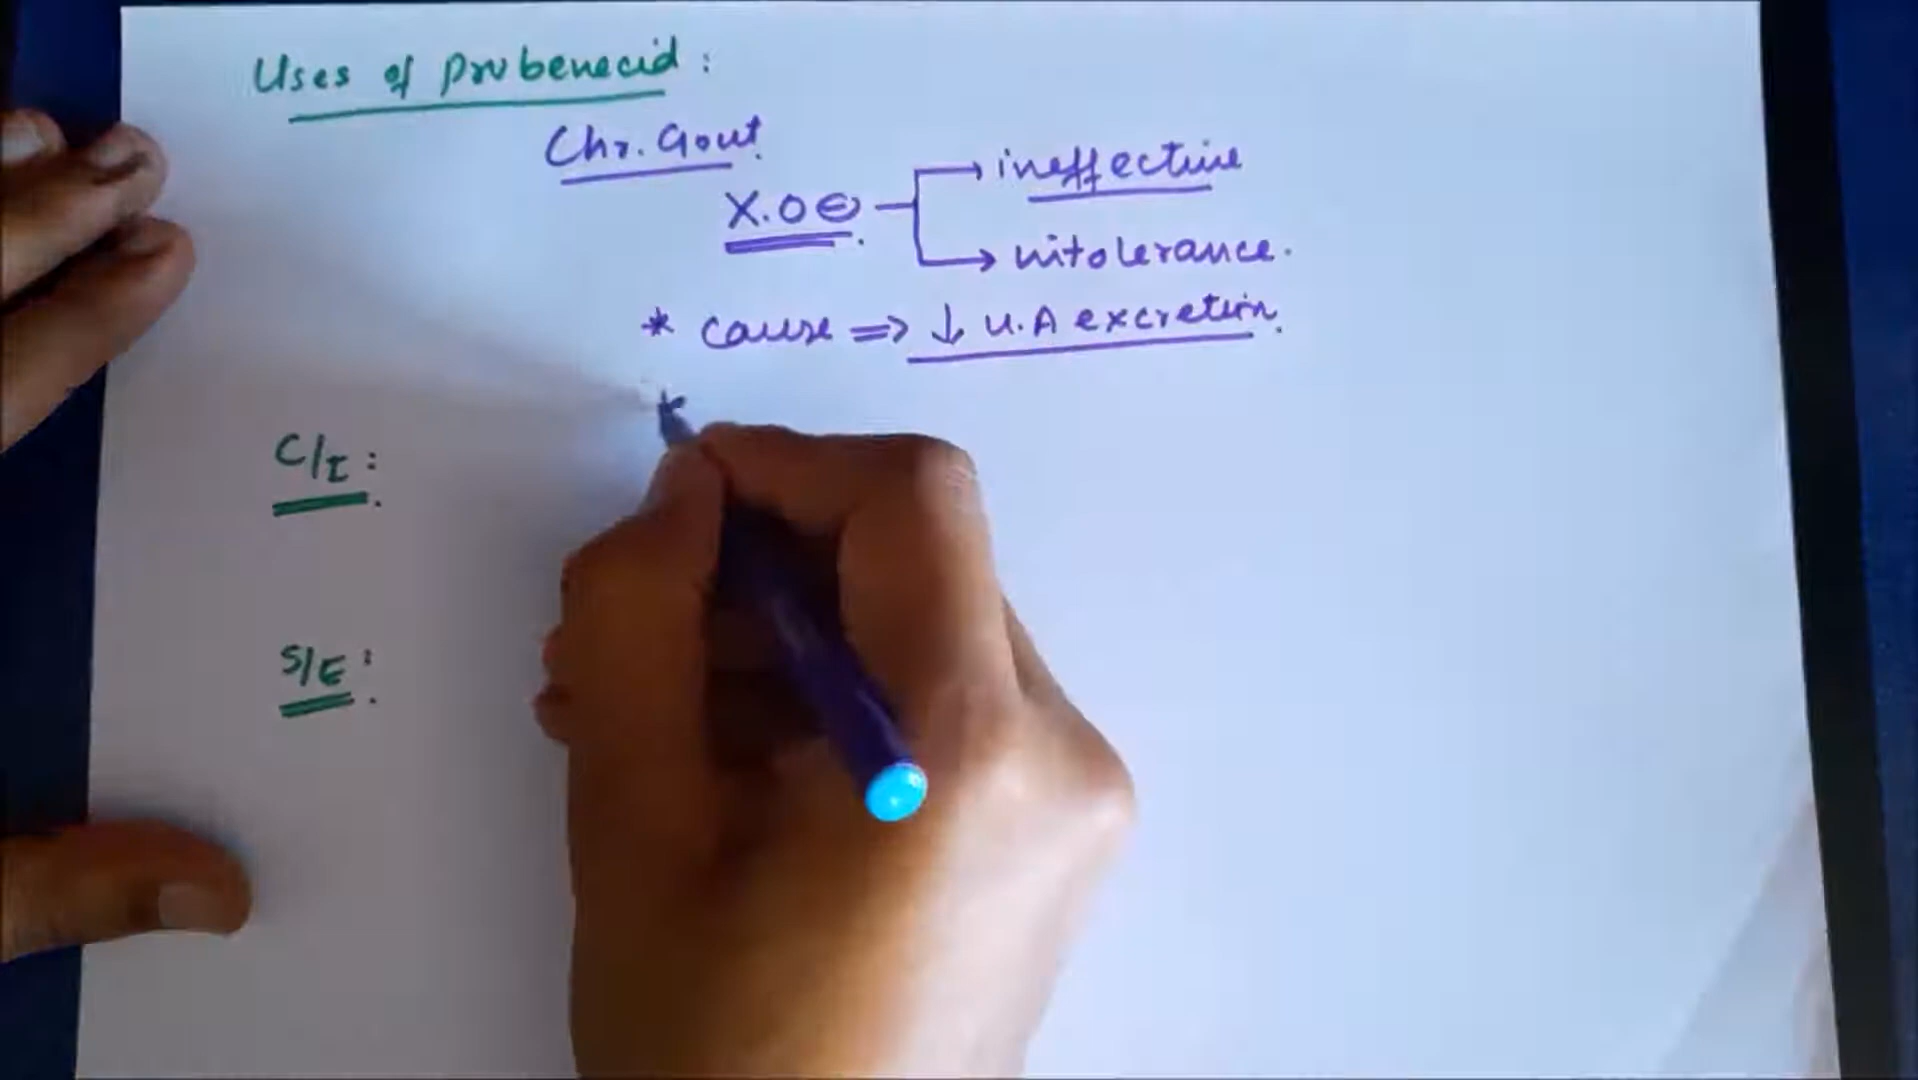 Uses of probenecid :
Chr. Gout.
X.O⊖ → ineffective
→ intolerance.
* cause ⇒ ↓ U.A excretion.
*
C/I :
S/E :